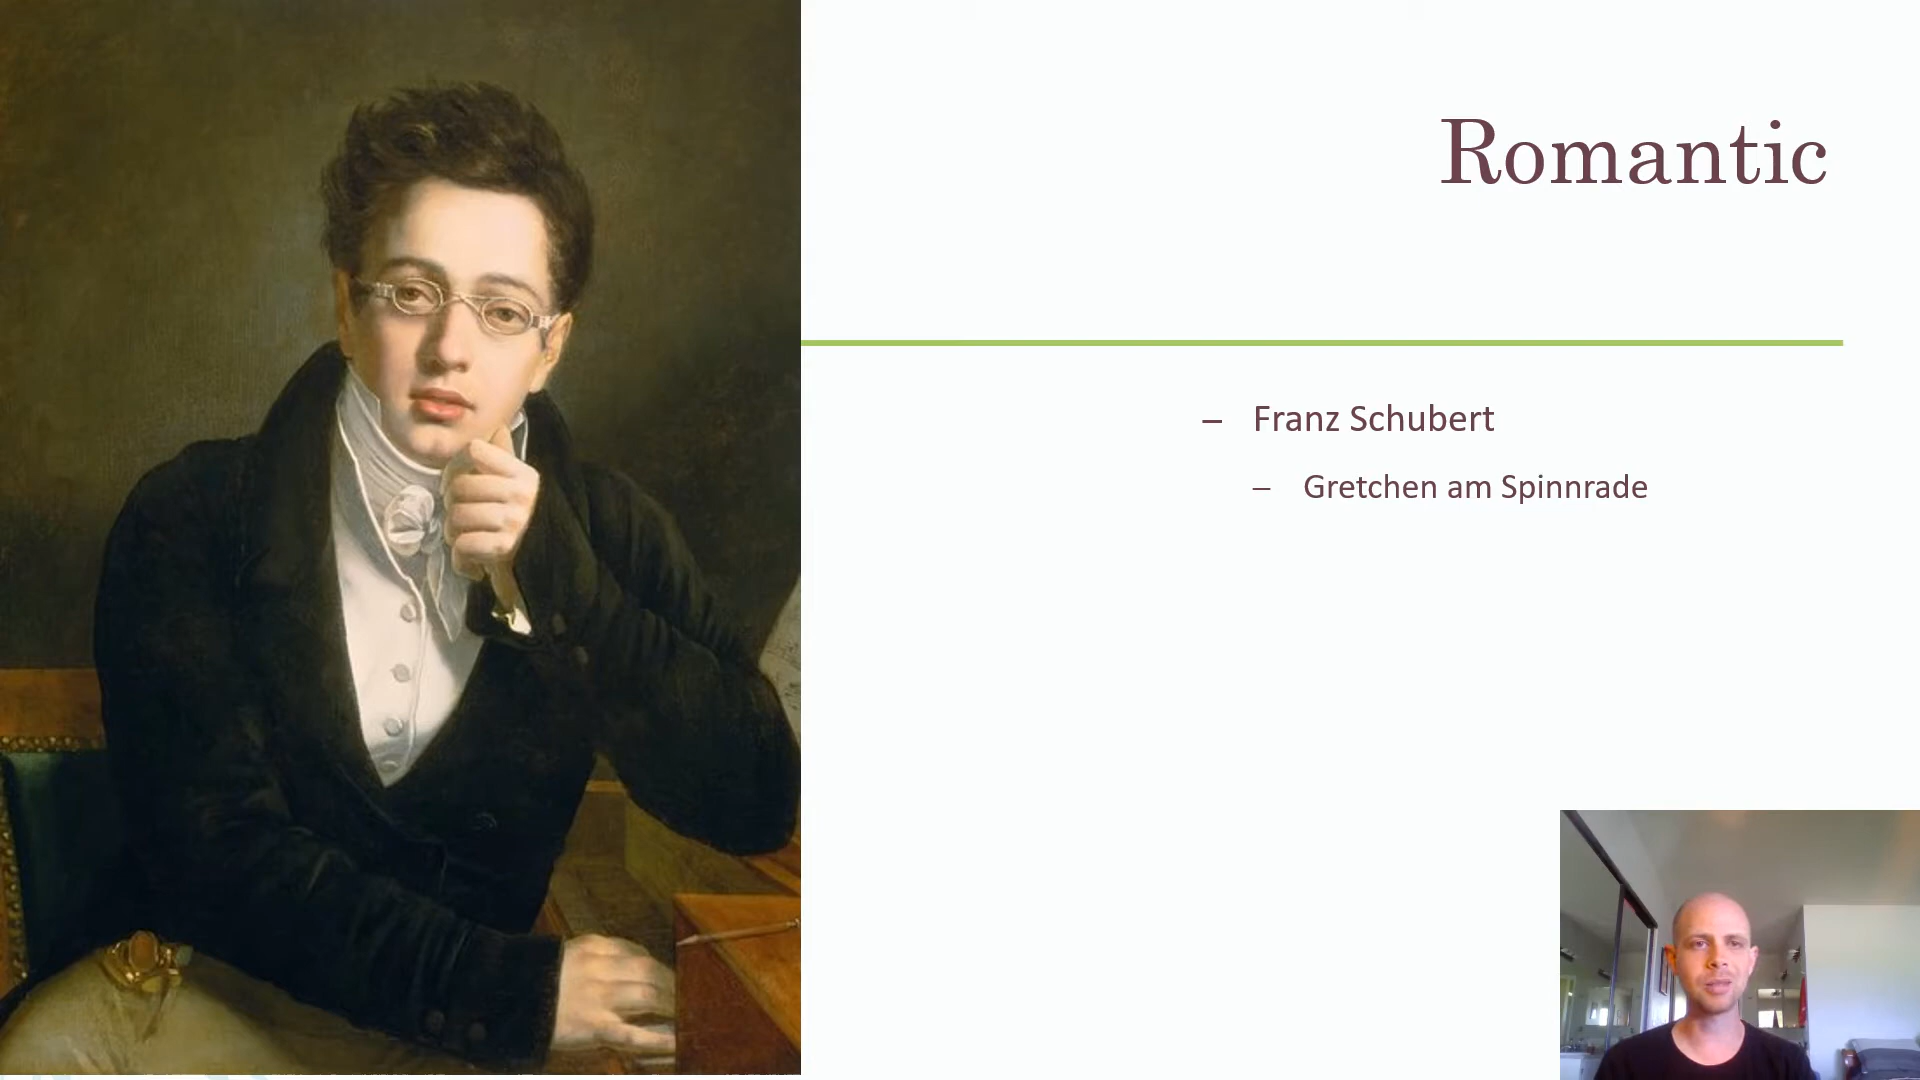 Romantic
– Franz Schubert
– Gretchen am Spinnrade